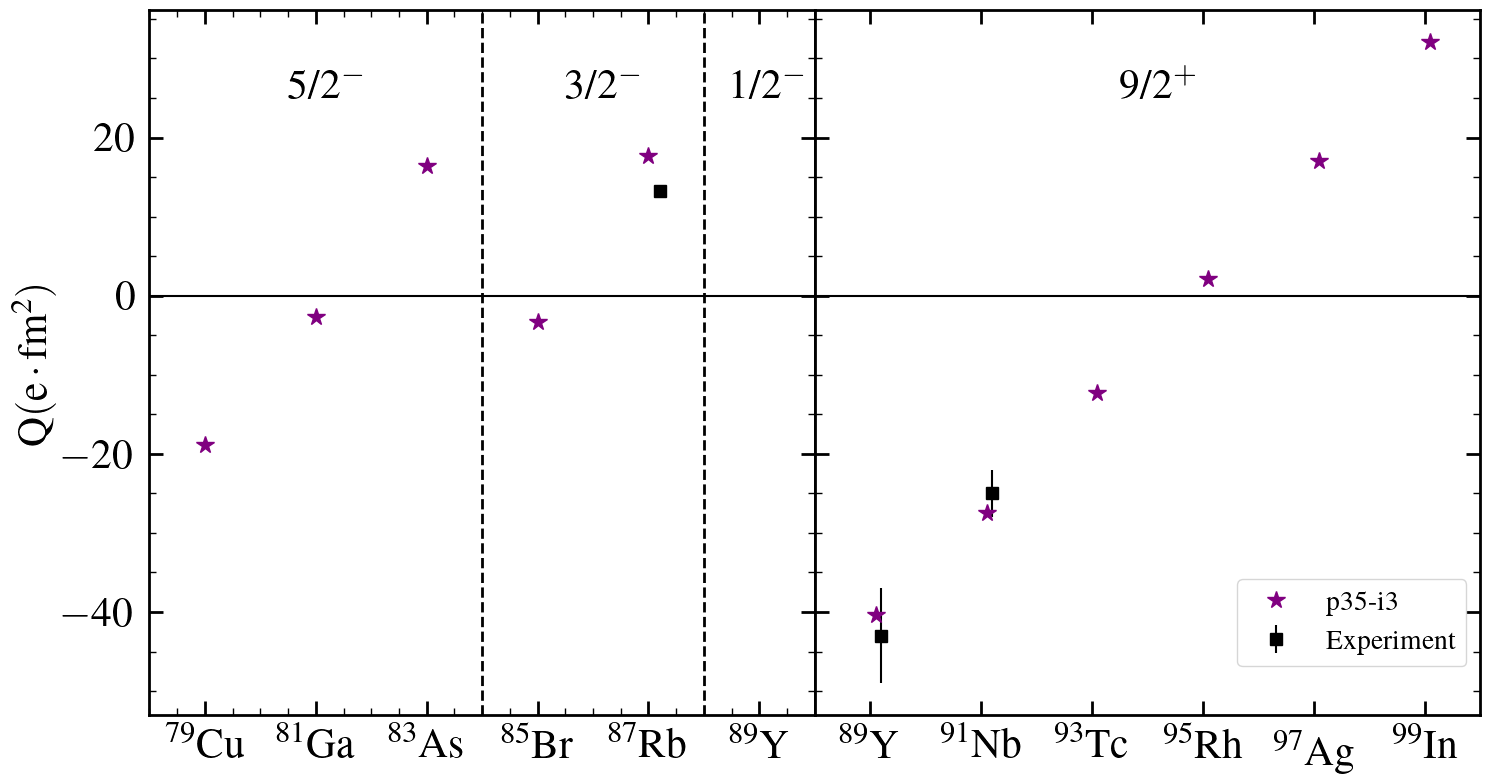 5/2⁻ 3/2⁻ 1/2⁻ 9/2⁺
20
0
−20
−40
Q(e·fm²)
p35-i3
Experiment
⁷⁹Cu ⁸¹Ga ⁸³As ⁸⁵Br ⁸⁷Rb ⁸⁹Y ⁸⁹Y ⁹¹Nb ⁹³Tc ⁹⁵Rh ⁹⁷Ag ⁹⁹In